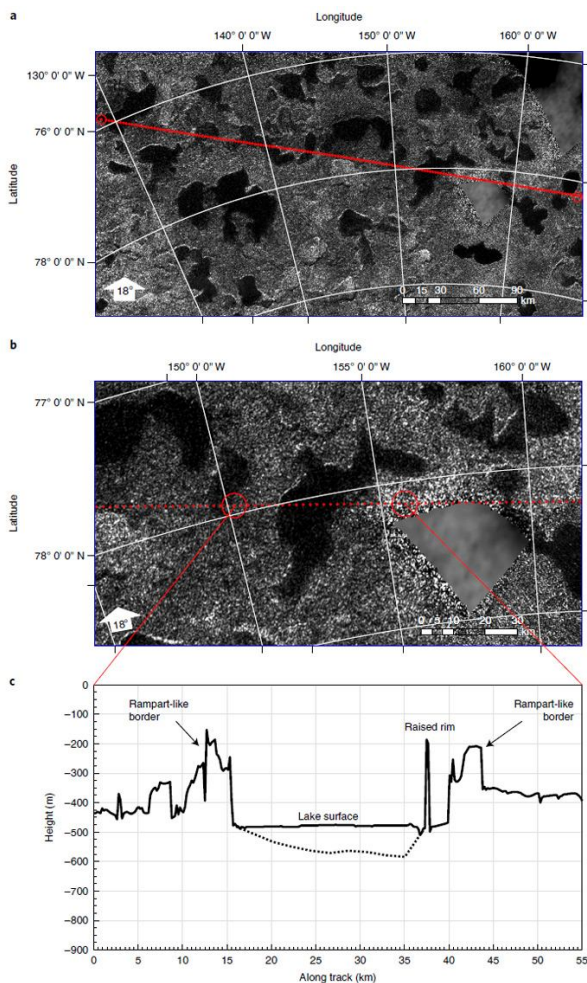 a
Longitude
140° 0' 0"W 150° 0' 0"W 160° 0' 0"W
130° 0' 0"W
76° 0' 0"N
Latitude
78° 0' 0"N
18°
0 15 30 60 90
km
b
Longitude
150° 0' 0"W 155° 0' 0"W 160° 0' 0"W
77° 0' 0"N
Latitude
78° 0' 0"N
18°
0 5 10 20 30
km
c
0
Rampart-like
border
Raised rim
Rampart-like
border
Lake surface
Height (m)
–100
–200
–300
–400
–500
–600
–700
–800
–900
0 5 10 15 20 25 30 35 40 45 50 55
Along track (km)